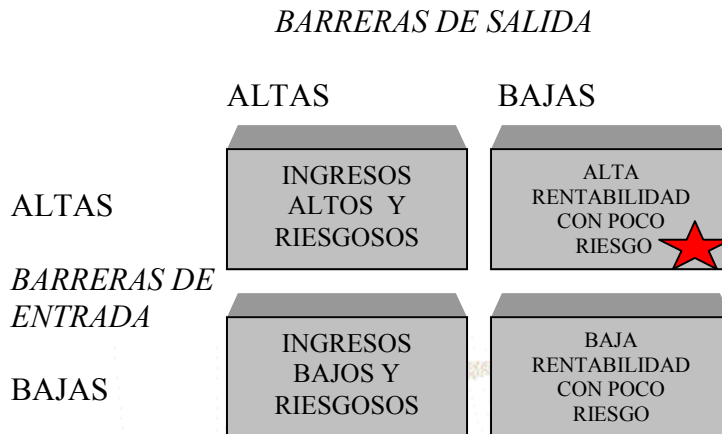 BARRERAS DE SALIDA
ALTAS
BAJAS
ALTAS
INGRESOS
ALTOS Y
RIESGOSOS
ALTA
RENTABILIDAD
CON POCO
RIESGO
BARRERAS DE
ENTRADA
BAJAS
INGRESOS
BAJOS Y
RIESGOSOS
BAJA
RENTABILIDAD
CON POCO
RIESGO